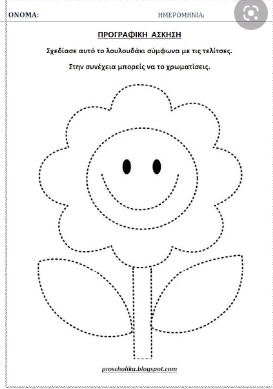 ΟΝΟΜΑ: ΗΜΕΡΟΜΗΝΙΑ:
ΠΡΟΓΡΑΦΙΚΗ ΑΣΚΗΣΗ
Σχεδίασε αυτό το λουλουδάκι σύμφωνα με τις τελίτσες.
Στην συνέχεια μπορείς να το χρωματίσεις.
proscholika.blogspot.com